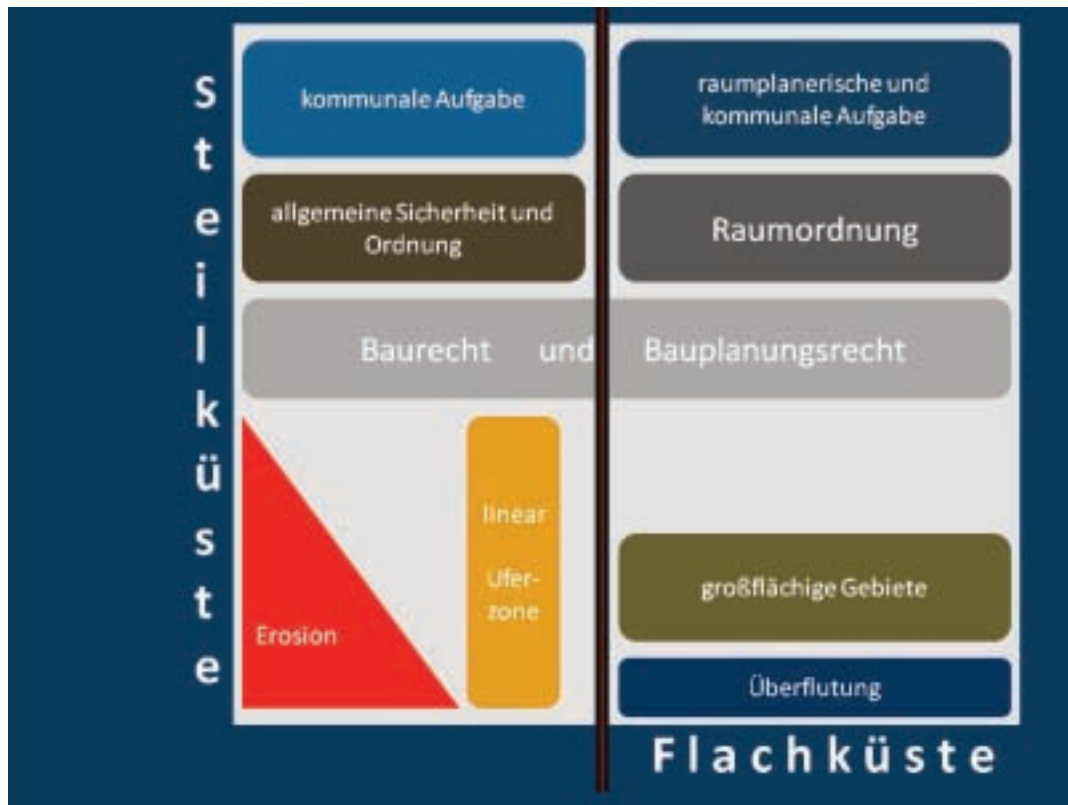 Steilküste
kommunale Aufgabe
allgemeine Sicherheit und
Ordnung
raumplanerische und
kommunale Aufgabe
Raumordnung
Baurecht und Bauplanungsrecht
Erosion
linear
Ufer-
zone
großflächige Gebiete
Überflutung
Flachküste